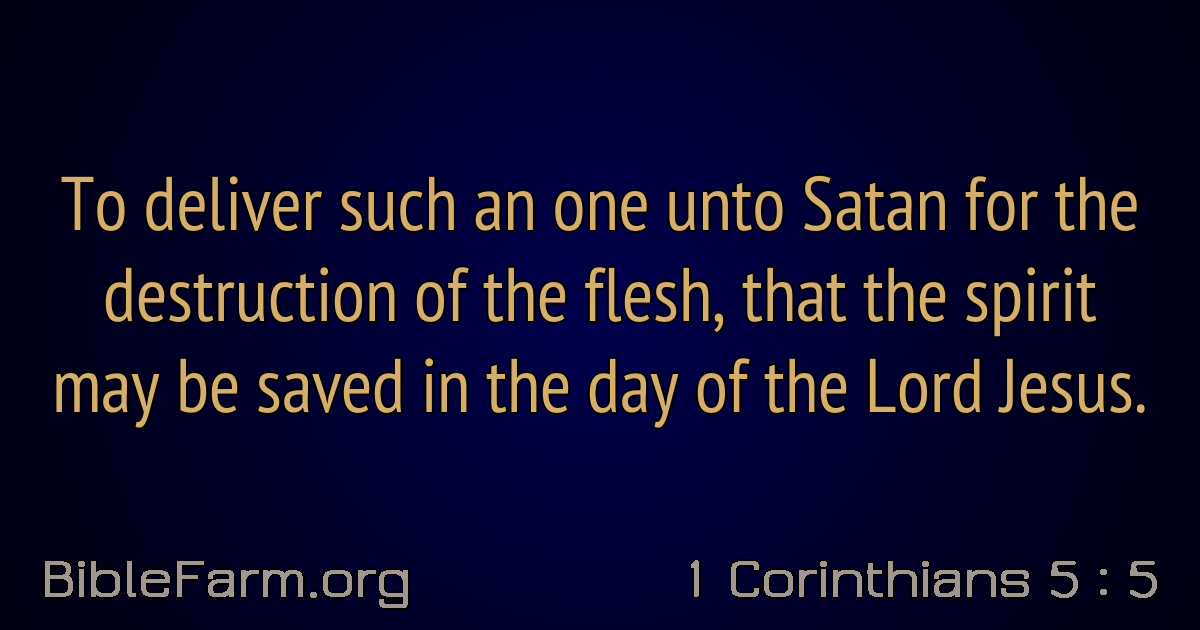 To deliver such an one unto Satan for the
destruction of the flesh, that the spirit
may be saved in the day of the Lord Jesus.
BibleFarm.org
1 Corinthians 5 : 5